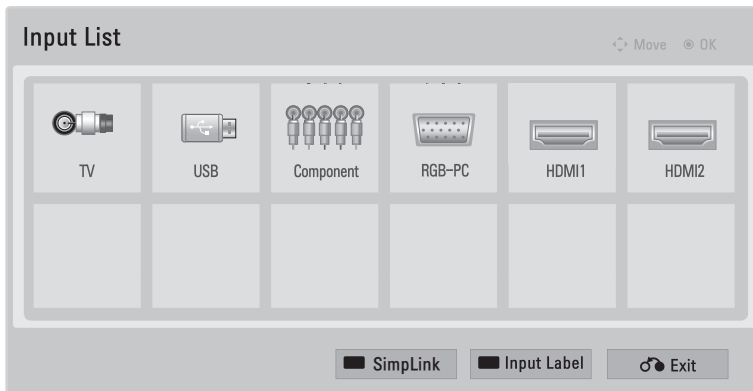 Input List
Move OK
TV USB Component RGB-PC HDMI1 HDMI2
SimpLink Input Label Exit